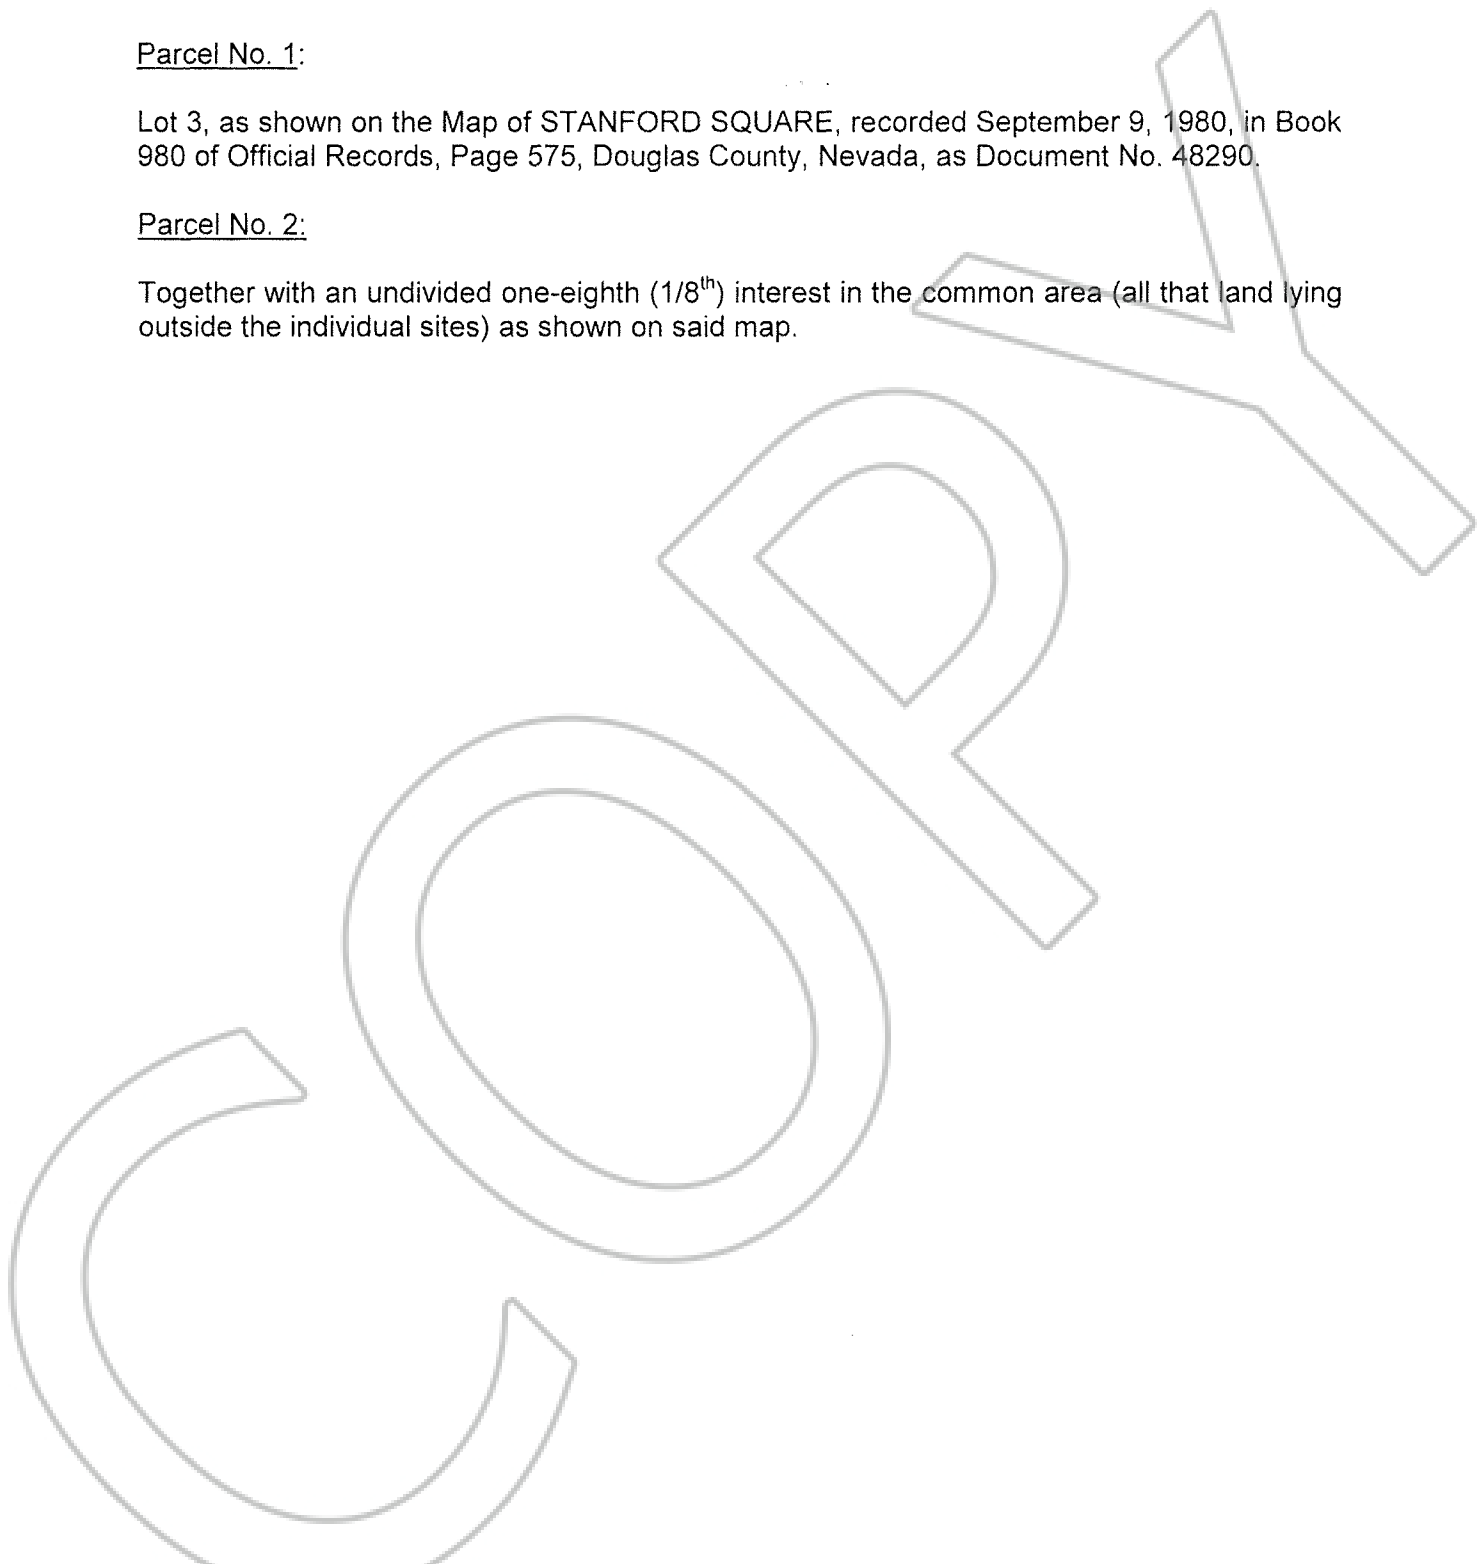 Parcel No. 1:
Lot 3, as shown on the Map of STANFORD SQUARE, recorded September 9, 1980, in Book
980 of Official Records, Page 575, Douglas County, Nevada, as Document No. 48290.
Parcel No. 2:
Together with an undivided one-eighth (1/8th) interest in the common area (all that land lying
outside the individual sites) as shown on said map.
COPY